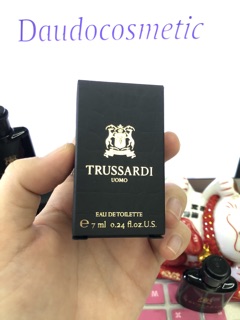 Daudocosmetic
TRUSSARDI
UOMO
EAU DE TOILETTE
℮ 7 ml 0.24 fl.oz.U.S.